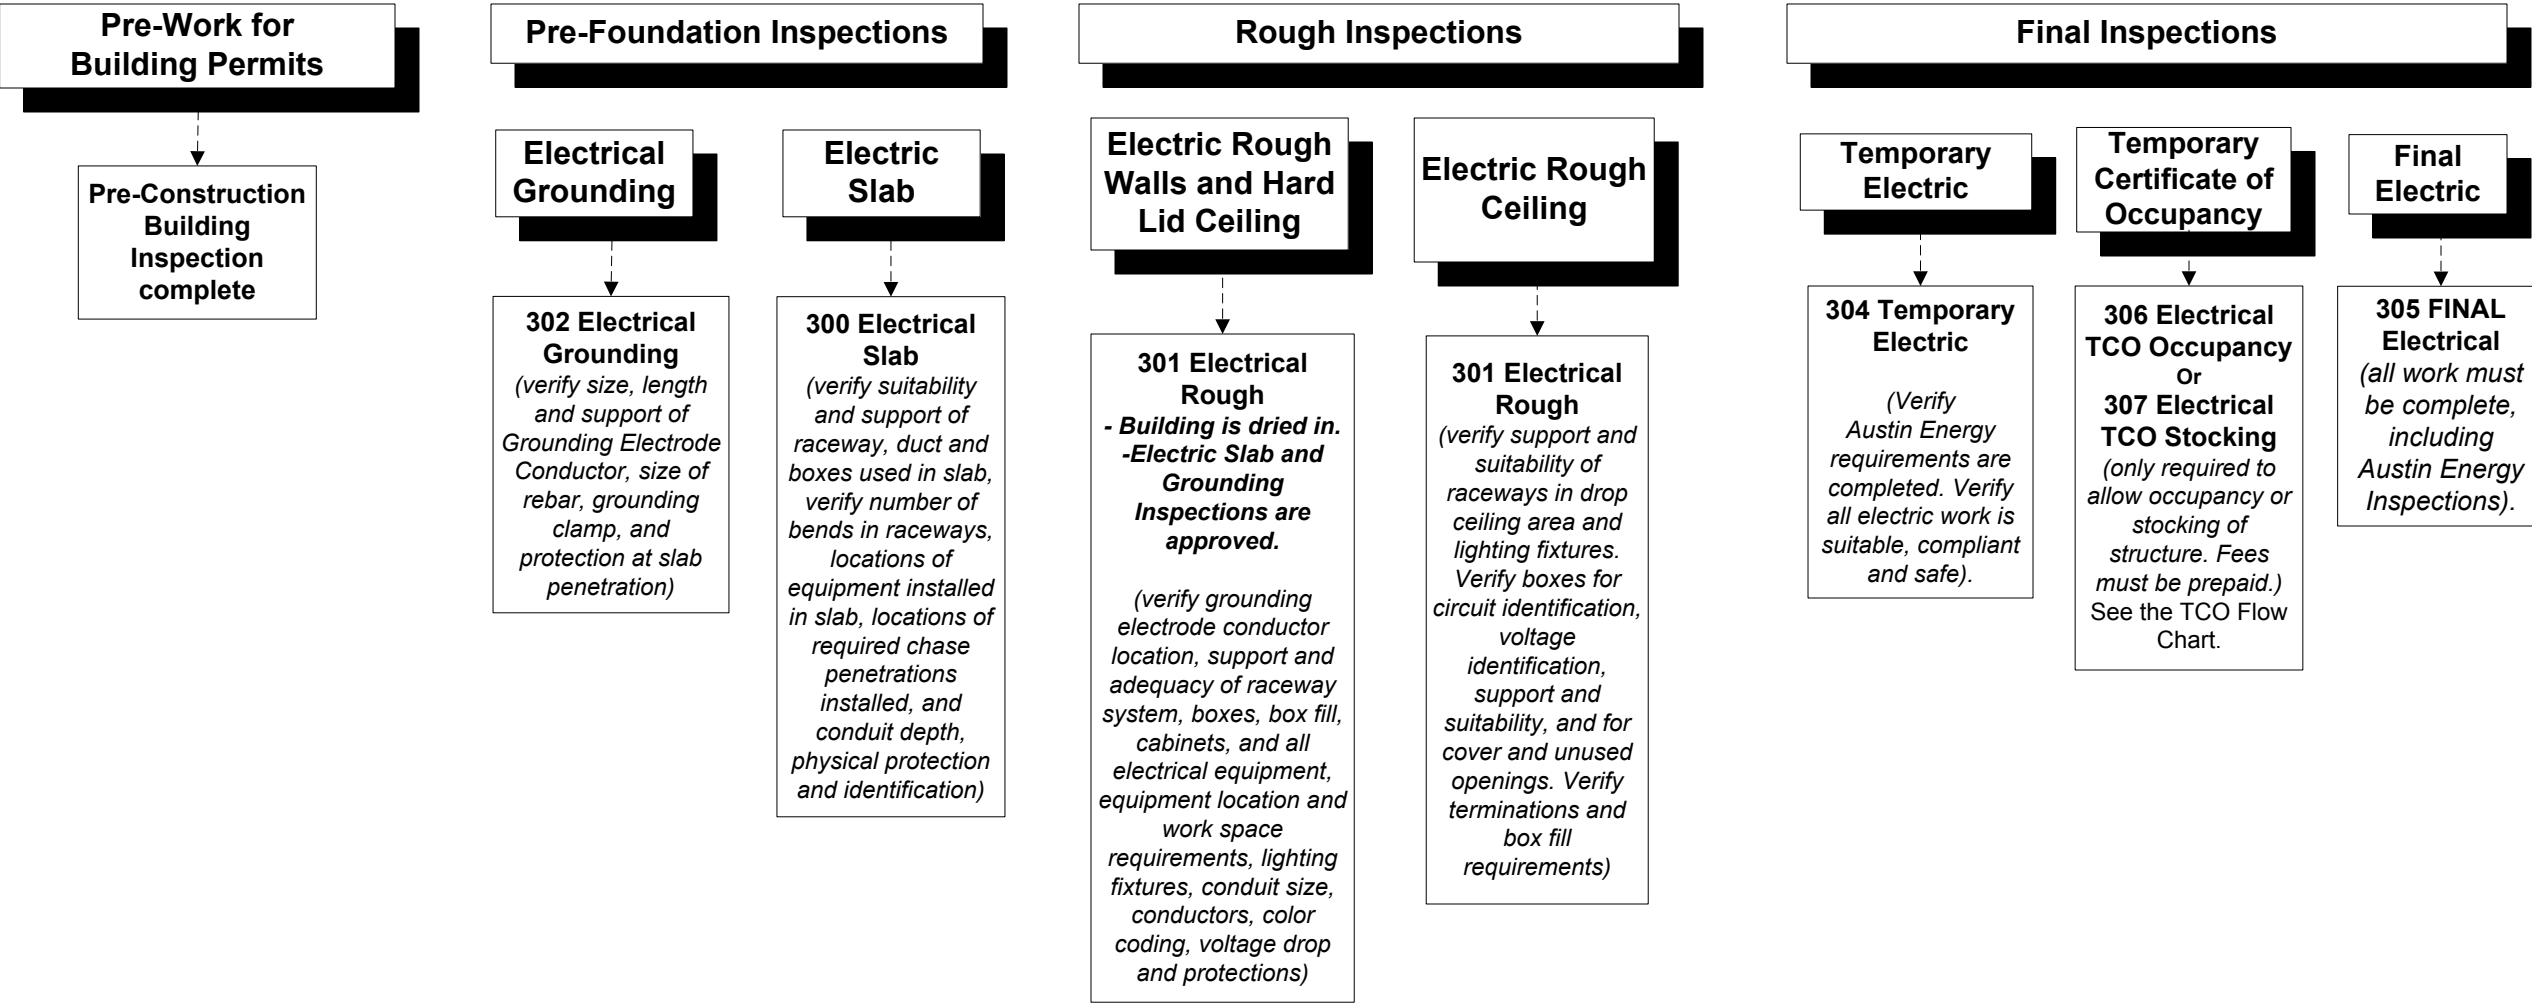 Pre-Work for
Building Permits
Pre-Construction
Building
Inspection
complete
Pre-Foundation Inspections
Electrical
Grounding
302 Electrical
Grounding
(verify size, length
and support of
Grounding Electrode
Conductor, size of
rebar, grounding
clamp, and
protection at slab
penetration)
Electric
Slab
300 Electrical
Slab
(verify suitability
and support of
raceway, duct and
boxes used in slab,
verify number of
bends in raceways,
locations of
equipment installed
in slab, locations of
required chase
penetrations
installed, and
conduit depth,
physical protection
and identification)
Rough Inspections
Electric Rough
Walls and Hard
Lid Ceiling
301 Electrical
Rough
- Building is dried in.
-Electric Slab and
Grounding
Inspections are
approved.
(verify grounding
electrode conductor
location, support and
adequacy of raceway
system, boxes, box fill,
cabinets, and all
electrical equipment,
equipment location and
work space
requirements, lighting
fixtures, conduit size,
conductors, color
coding, voltage drop
and protections)
Electric Rough
Ceiling
301 Electrical
Rough
(verify support and
suitability of
raceways in drop
ceiling area and
lighting fixtures.
Verify boxes for
circuit identification,
voltage
identification,
support and
suitability, and for
cover and unused
openings. Verify
terminations and
box fill
requirements)
Final Inspections
Temporary
Electric
304 Temporary
Electric
(Verify
Austin Energy
requirements are
completed. Verify
all electric work is
suitable, compliant
and safe).
Temporary
Certificate of
Occupancy
306 Electrical
TCO Occupancy
Or
307 Electrical
TCO Stocking
(only required to
allow occupancy or
stocking of
structure. Fees
must be prepaid.)
See the TCO Flow
Chart.
Final
Electric
305 FINAL
Electrical
(all work must
be complete,
including
Austin Energy
Inspections).